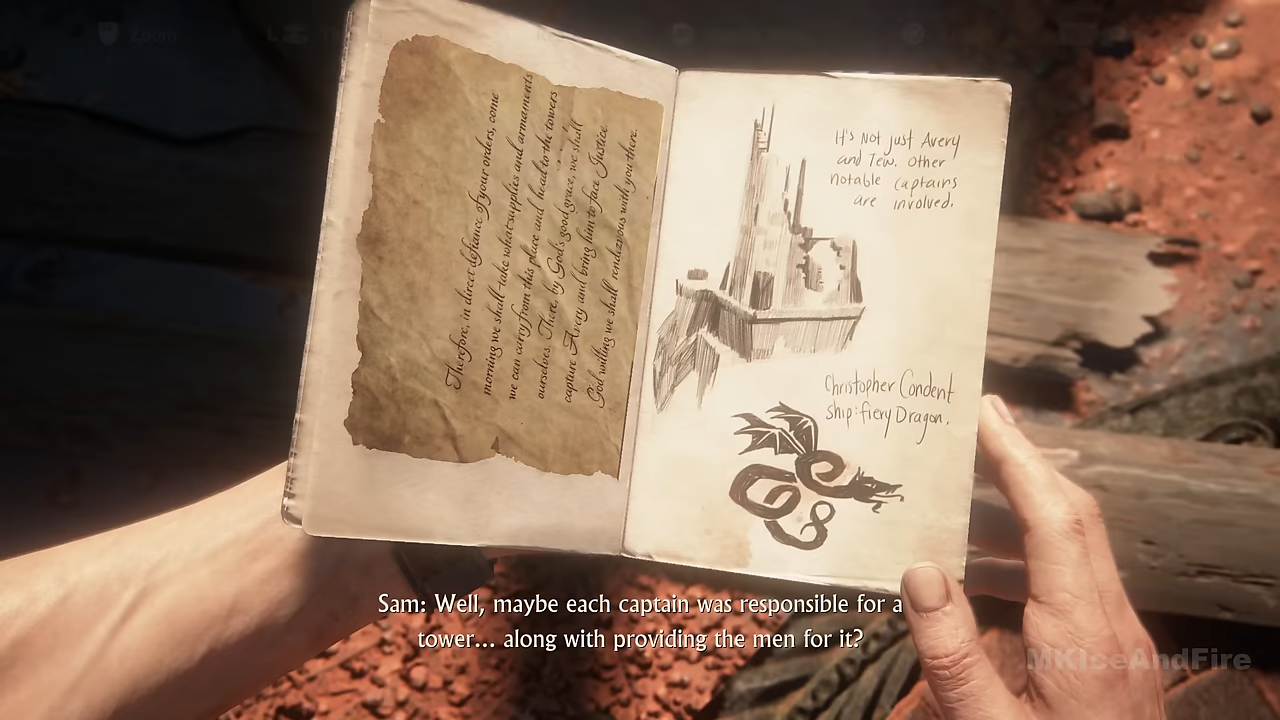 Zoom
Therefore, in direct defiance of your orders, come
morning we shall take what supplies and armaments
we can carry from this place and head to the towers
ourselves. There, by God's good grace, we shall
capture Avery and bring him to face Justice.
God willing we shall rendezvous with you there.
It's Not just Avery
and Tew. Other
notable captains
are involved.
Christopher Condent
Ship: fiery Dragon.
Sam: Well, maybe each captain was responsible for a
tower... along with providing the men for it?
MKIceAndFire